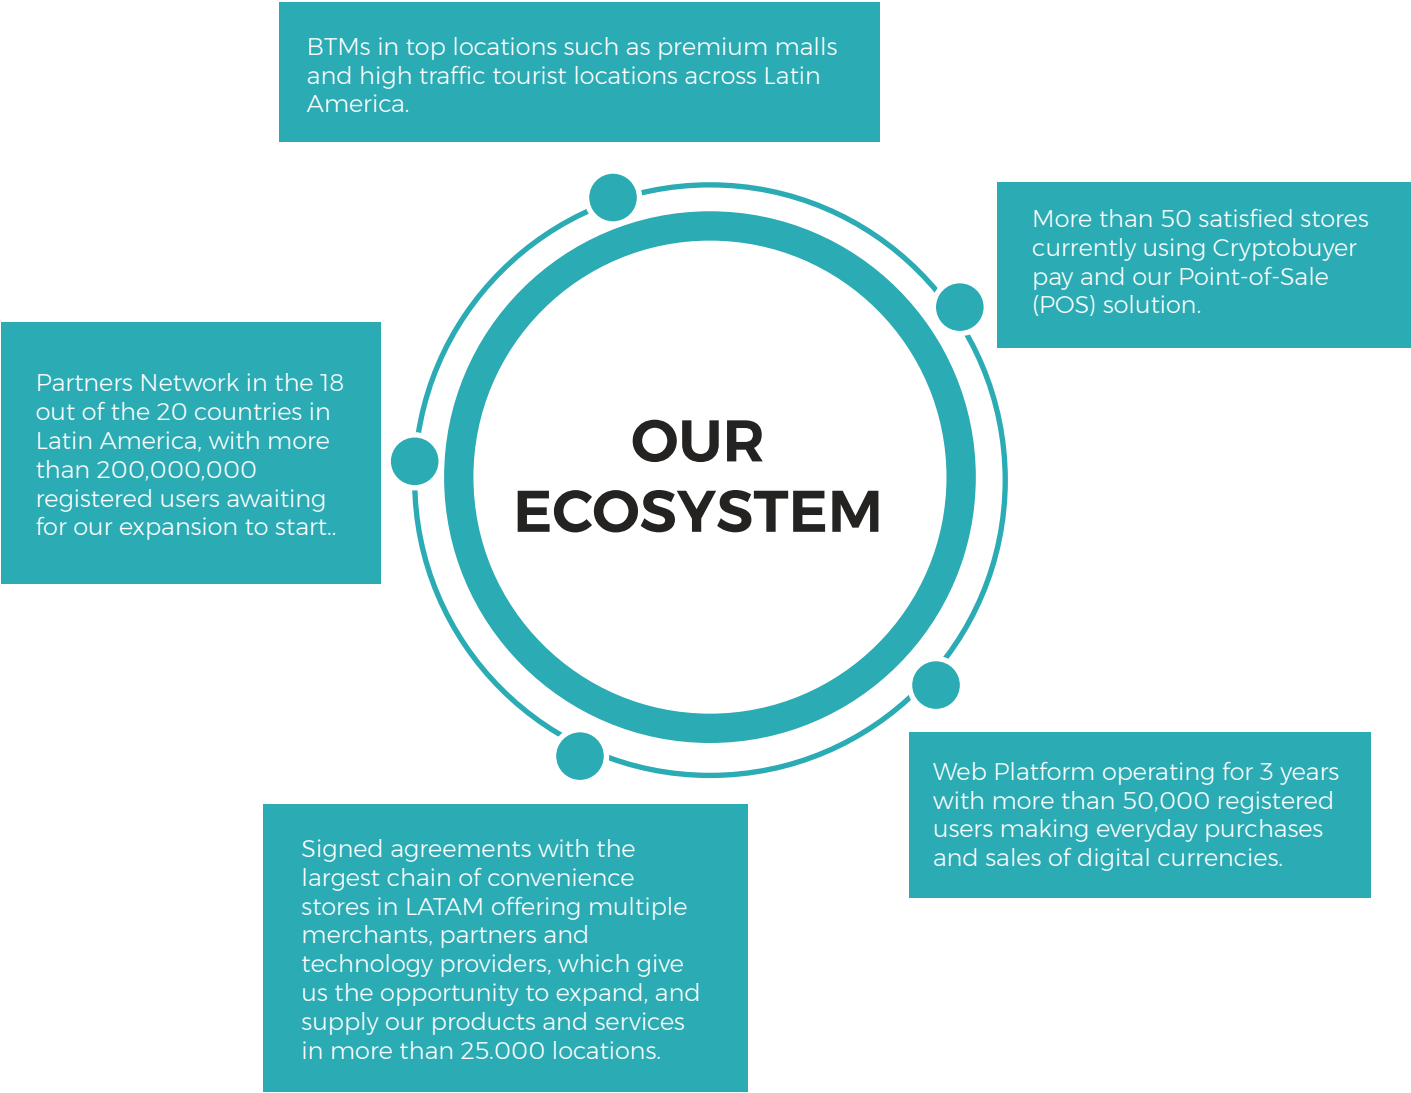 BTMs in top locations such as premium malls
and high traffic tourist locations across Latin
America.
More than 50 satisfied stores
currently using Cryptobuyer
pay and our Point-of-Sale
(POS) solution.
Partners Network in the 18
out of the 20 countries in
Latin America, with more
than 200,000,000
registered users awaiting
for our expansion to start..
OUR
ECOSYSTEM
Web Platform operating for 3 years
with more than 50,000 registered
users making everyday purchases
and sales of digital currencies.
Signed agreements with the
largest chain of convenience
stores in LATAM offering multiple
merchants, partners and
technology providers, which give
us the opportunity to expand, and
supply our products and services
in more than 25.000 locations.